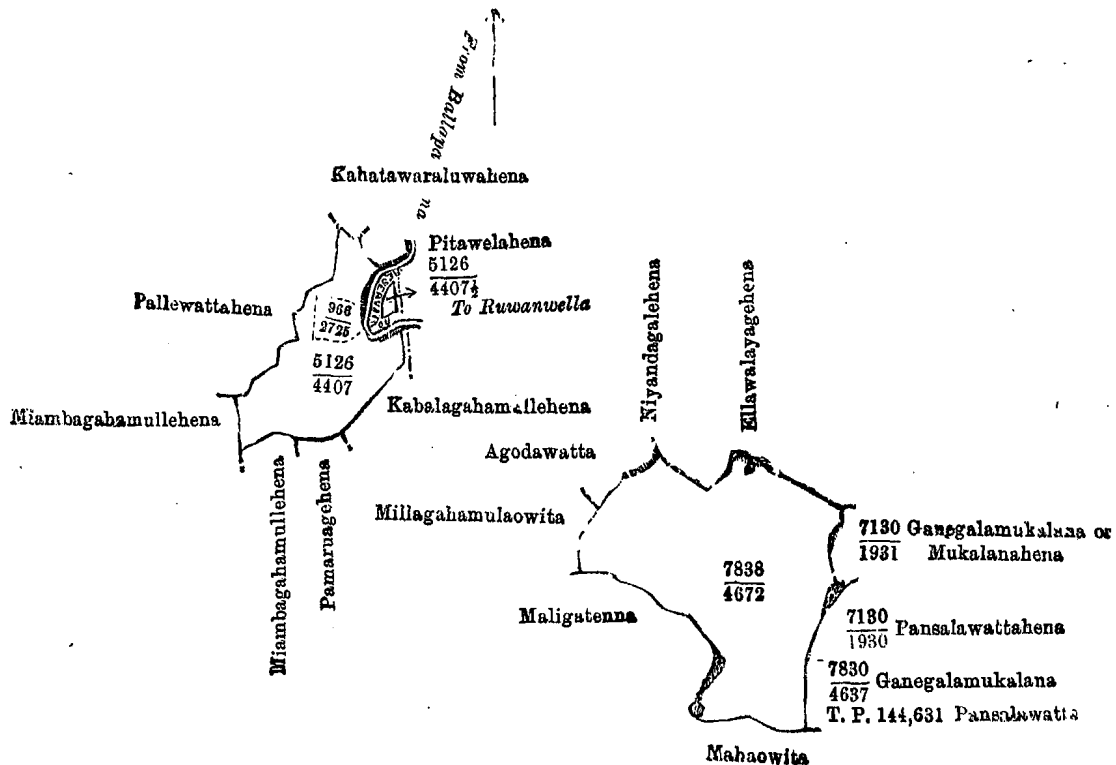 From Ballapana
Kahatawaraluwahena
Pitawelahena
5126
4407½
To Ruwanwella
RESERVATION
Pallewattahena
966
2725
5126
4407
Miambagahamullehena
Kabalagahamullehena
Miambagahamullehena
Pamaruagehena
Niyandagalehena
Ellawalayagehena
Agodawatta
Millagahamulaowita
7130 Ganegalamukalana or
1931 Mukalanahena
7838
4672
Maligatenna
7130 Pansalawattahena
1930
7830 Ganegalamukalana
4637
T. P. 144,631 Pansalawatta
Mahaowita